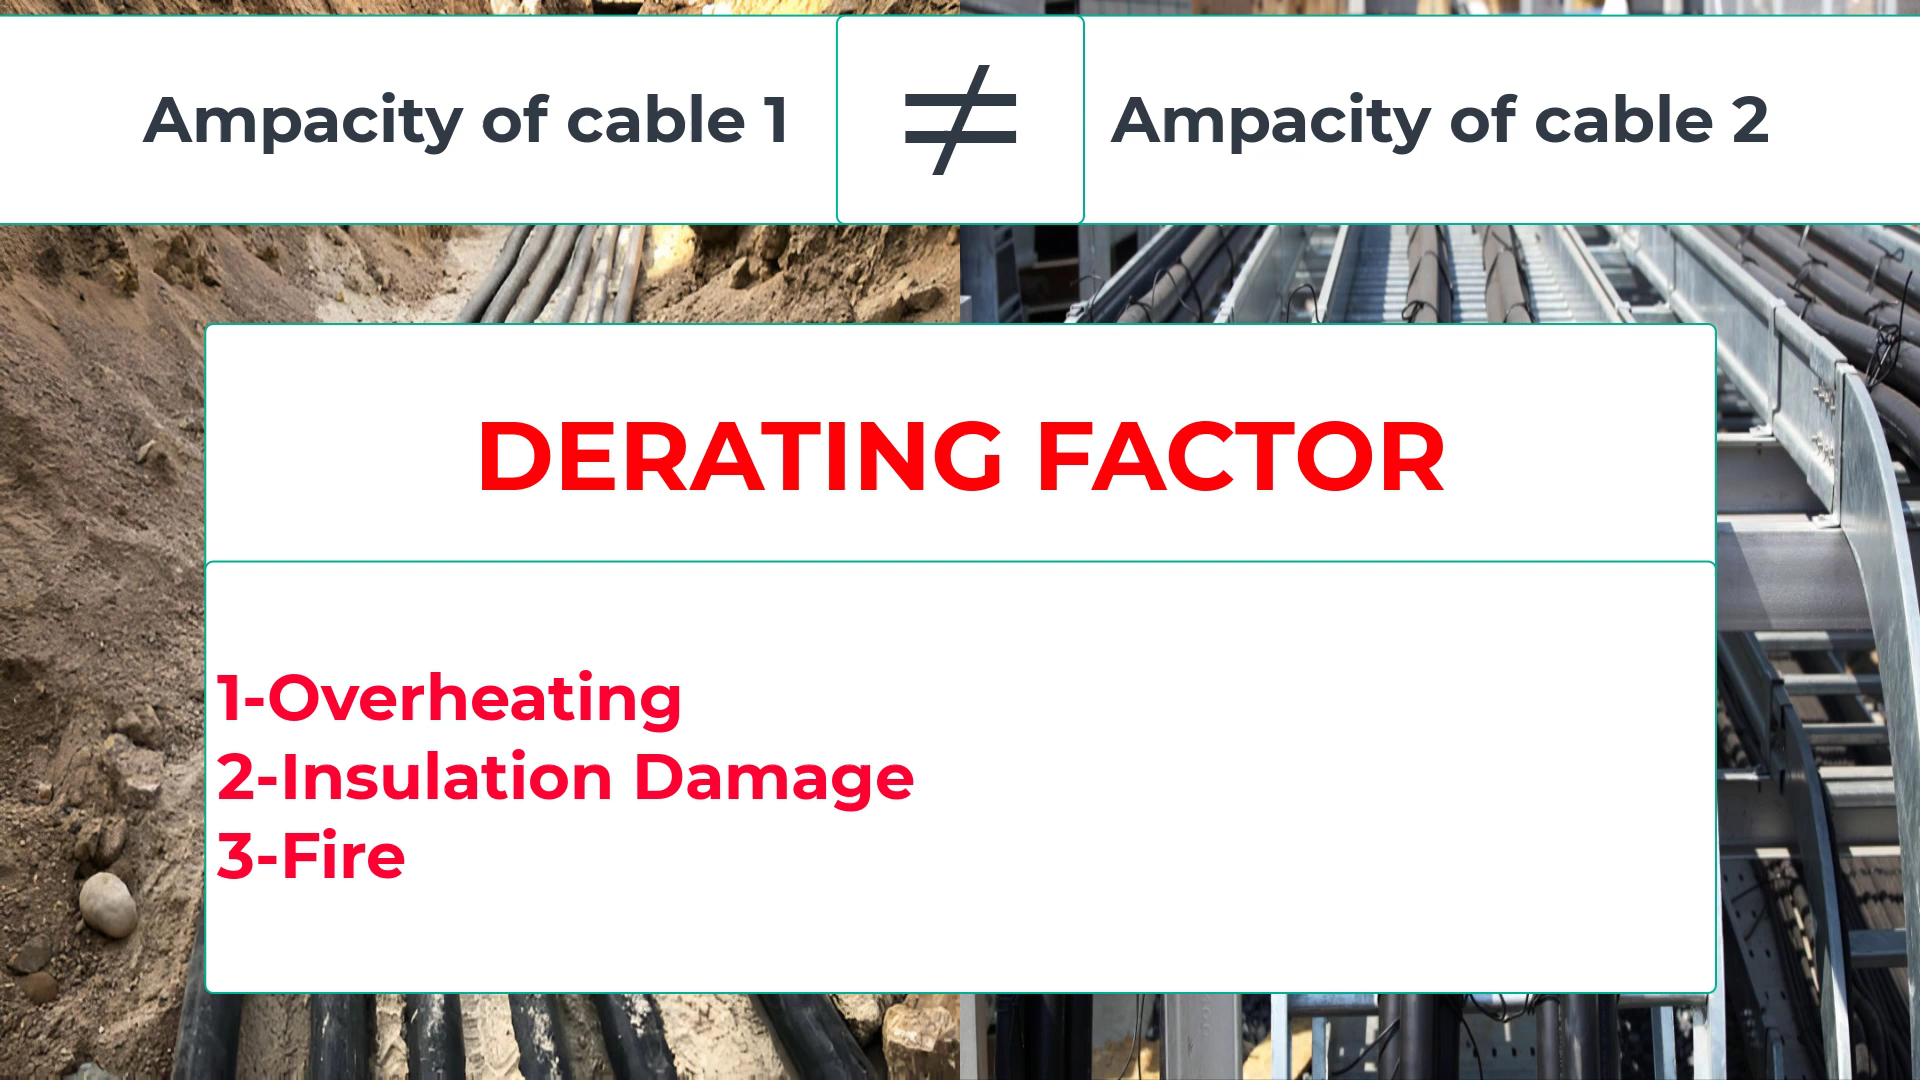 Ampacity of cable 1
≠
Ampacity of cable 2
DERATING FACTOR
1-Overheating
2-Insulation Damage
3-Fire